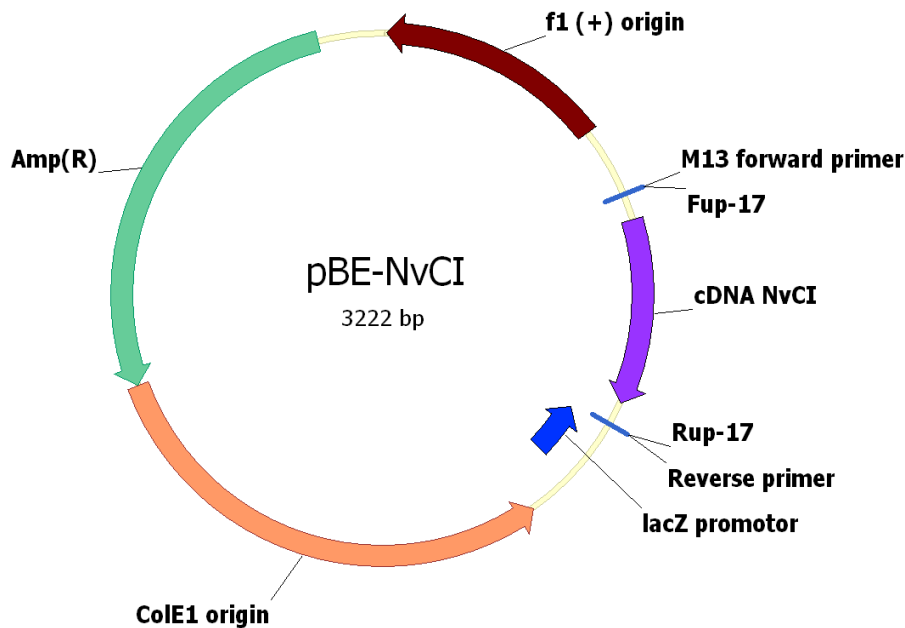 f1 (+) origin
Amp(R)
M13 forward primer
Fup-17
pBE-NvCI
3222 bp
cDNA NvCI
Rup-17
Reverse primer
lacZ promotor
ColE1 origin